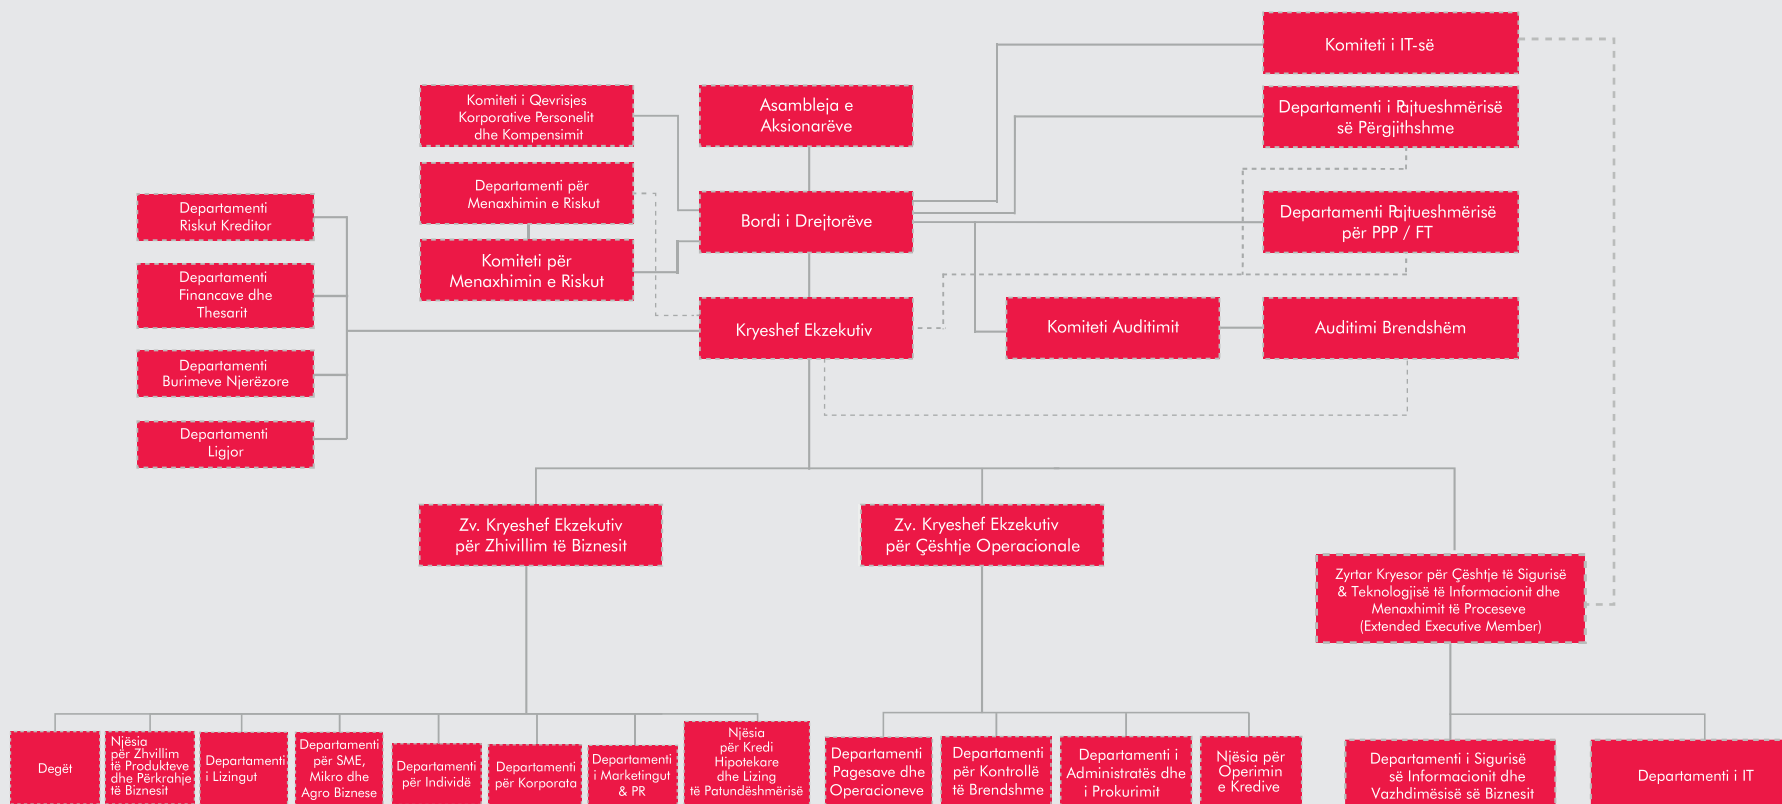 Komiteti i IT-së
Komiteti i Qevrisjes
Korporative Personelit
dhe Kompensimit
Asambleja e
Aksionarëve
Departamenti i Pajtueshmërisë
së Përgjithshme
Departamenti për
Menaxhimin e Riskut
Departamenti
Riskut Kreditor
Bordi i Drejtorëve
Departamenti Pajtueshmërisë
për PPP / FT
Komiteti për
Menaxhimin e Riskut
Departamenti
Financave dhe
Thesarit
Kryeshef Ekzekutiv
Komiteti Auditimit
Auditimi Brendshëm
Departamenti
Burimeve Njerëzore
Departamenti
Ligjor
Zv. Kryeshef Ekzekutiv
për Zhivillim të Biznesit
Zv. Kryeshef Ekzekutiv
për Çështje Operacionale
Zyrtar Kryesor për Çështje të Sigurisë
& Teknologjisë të Informacionit dhe
Menaxhimit të Proceseve
(Extended Executive Member)
Degët
Njësia
për Zhvillim
të Produkteve
dhe Përkrahje
të Biznesit
Departamenti
i Lizingut
Departamenti
për SME,
Mikro dhe
Agro Biznese
Departamenti
për Individë
Departamenti
për Korporata
Departamenti
i Marketingut
& PR
Njësia
për Kredi
Hipotekare
dhe Lizing
të Patundëshmërisë
Departamenti
Pagesave dhe
Operacioneve
Departamenti
për Kontrollë
të Brendshme
Departamenti i
Administratës dhe
i Prokurimit
Njësia për
Operimin
e Kredive
Departamenti i Sigurisë
së Informacionit dhe
Vazhdimësisë së Biznesit
Departamenti i IT